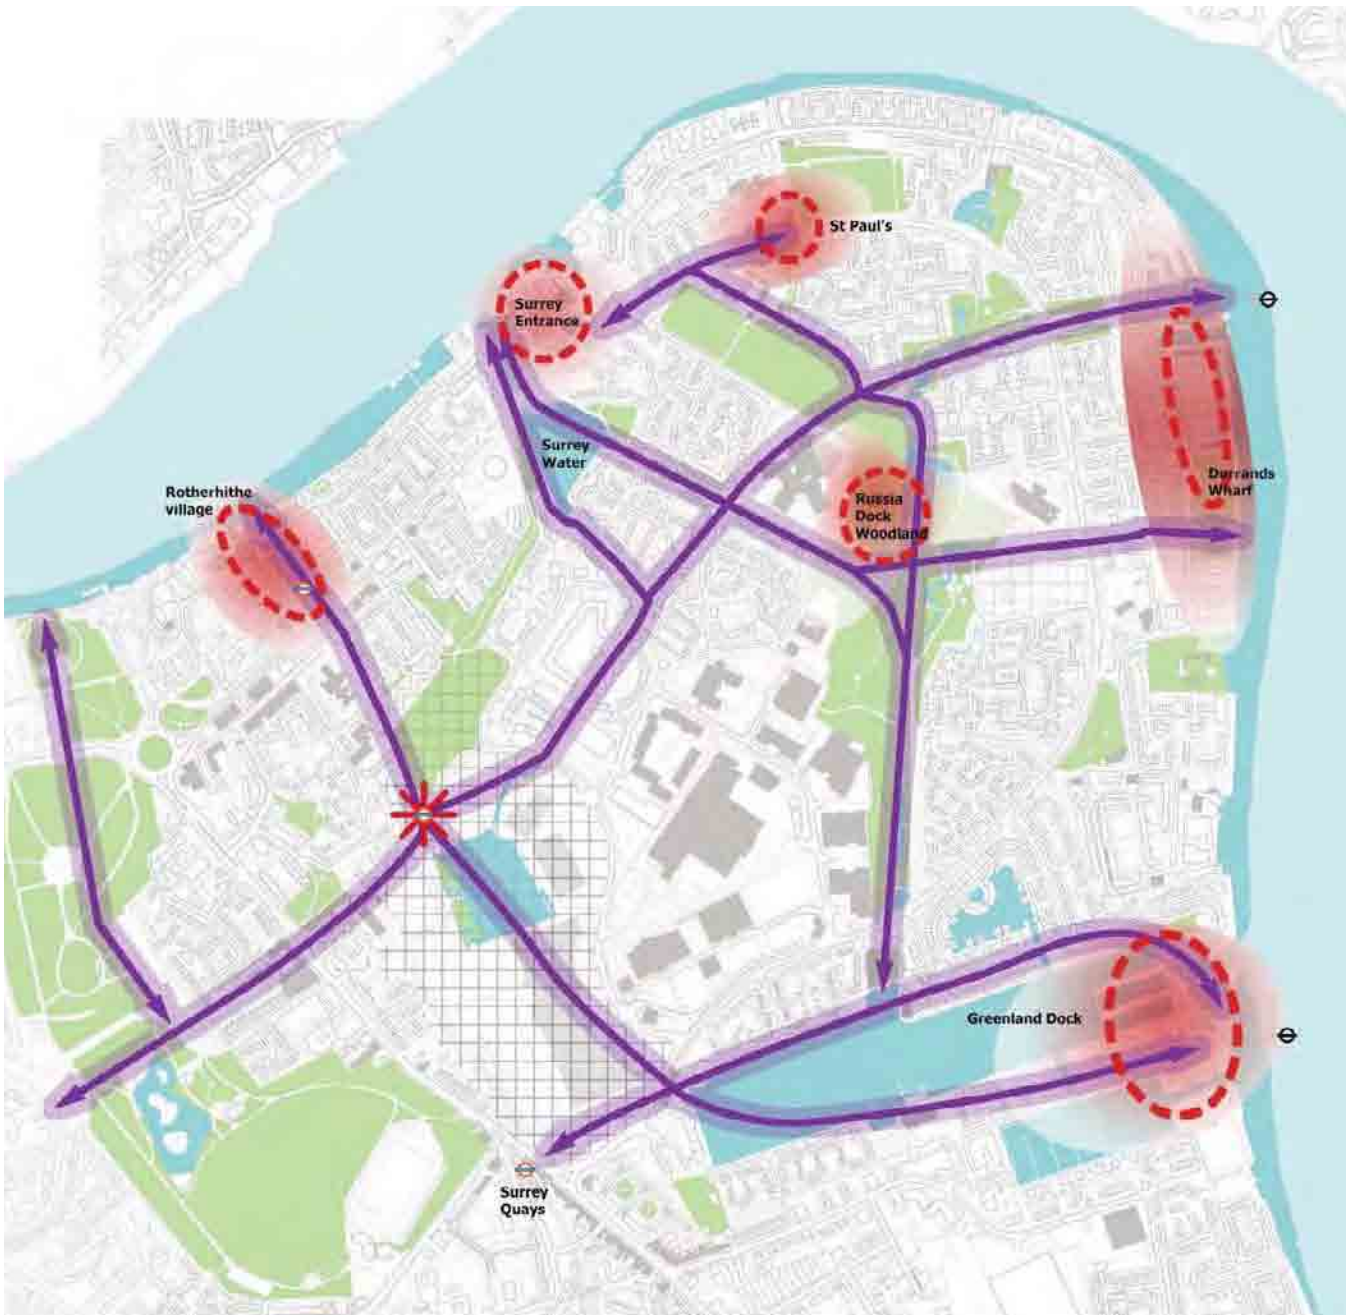 St Paul's
Surrey
Entrance
Surrey
Water
Durrands
Wharf
Rotherhithe
village
Russia
Dock
Woodland
Greenland Dock
Surrey
Quays